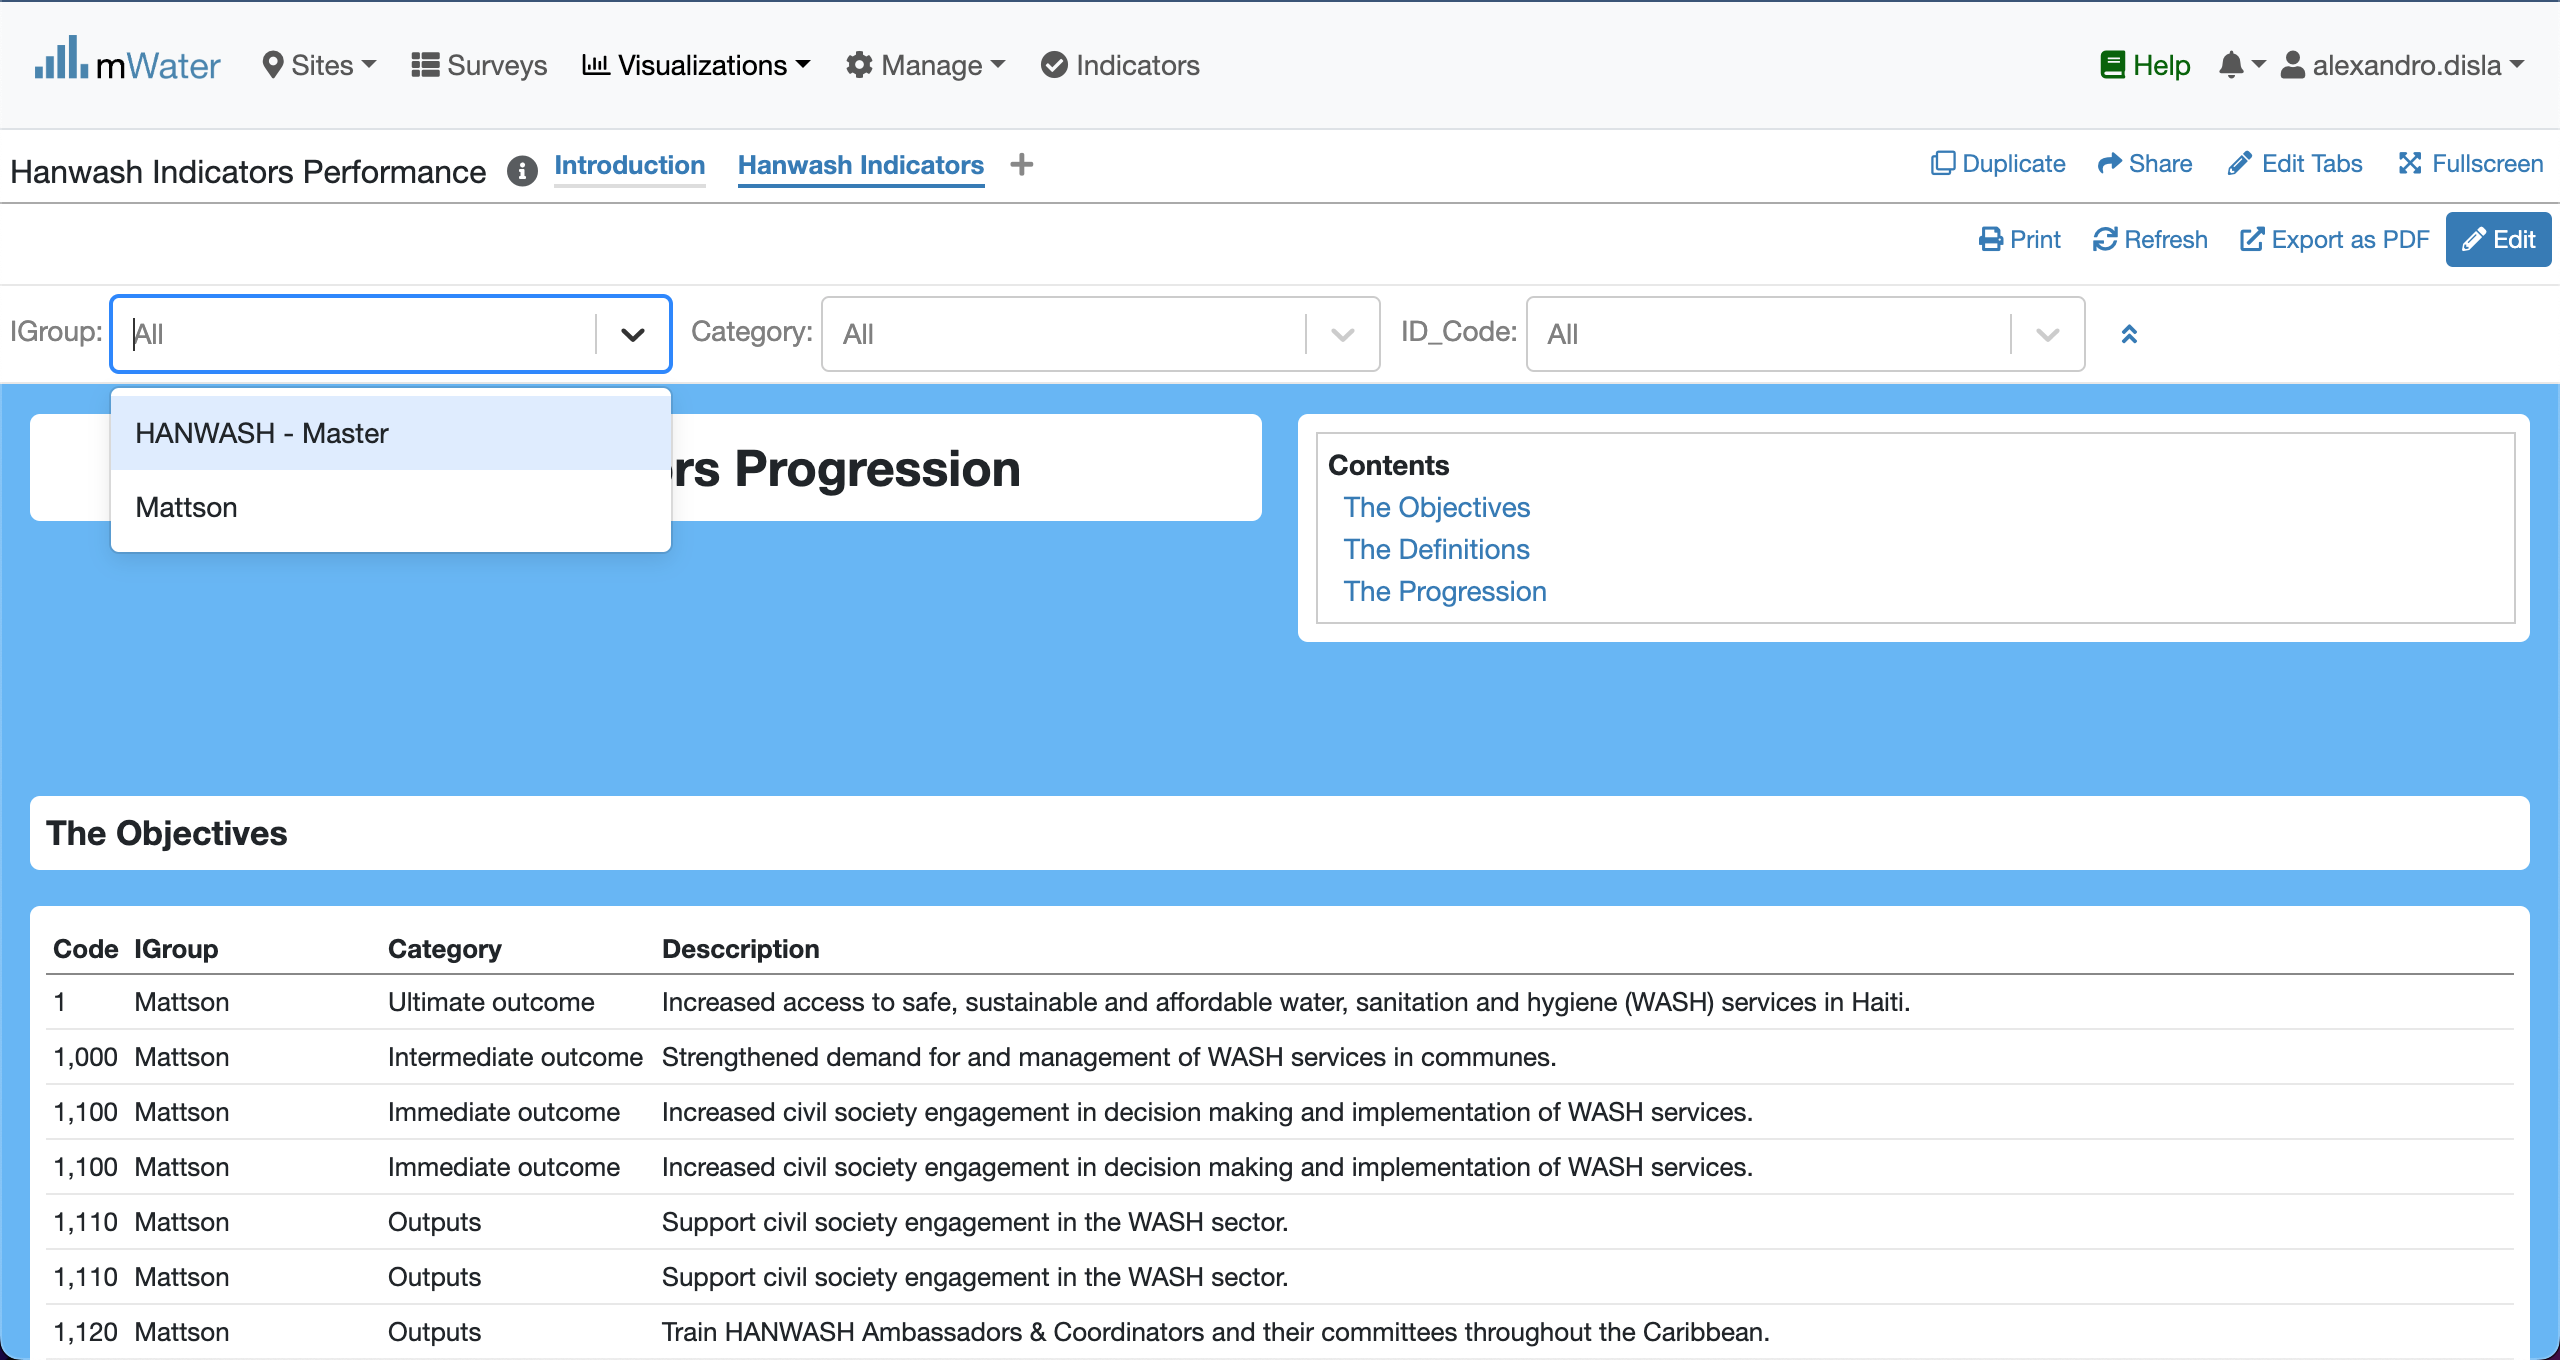 mWater Sites Surveys Visualizations Manage Indicators Help alexandro.disla
Hanwash Indicators Performance Introduction Hanwash Indicators Duplicate Share Edit Tabs Fullscreen
Print Refresh Export as PDF Edit
IGroup: All Category: All ID_Code: All
HANWASH - Master
Mattson
rs Progression
Contents
The Objectives
The Definitions
The Progression
The Objectives
Code IGroup Category Desccription
1 Mattson Ultimate outcome Increased access to safe, sustainable and affordable water, sanitation and hygiene (WASH) services in Haiti.
1,000 Mattson Intermediate outcome Strengthened demand for and management of WASH services in communes.
1,100 Mattson Immediate outcome Increased civil society engagement in decision making and implementation of WASH services.
1,100 Mattson Immediate outcome Increased civil society engagement in decision making and implementation of WASH services.
1,110 Mattson Outputs Support civil society engagement in the WASH sector.
1,110 Mattson Outputs Support civil society engagement in the WASH sector.
1,120 Mattson Outputs Train HANWASH Ambassadors & Coordinators and their committees throughout the Caribbean.